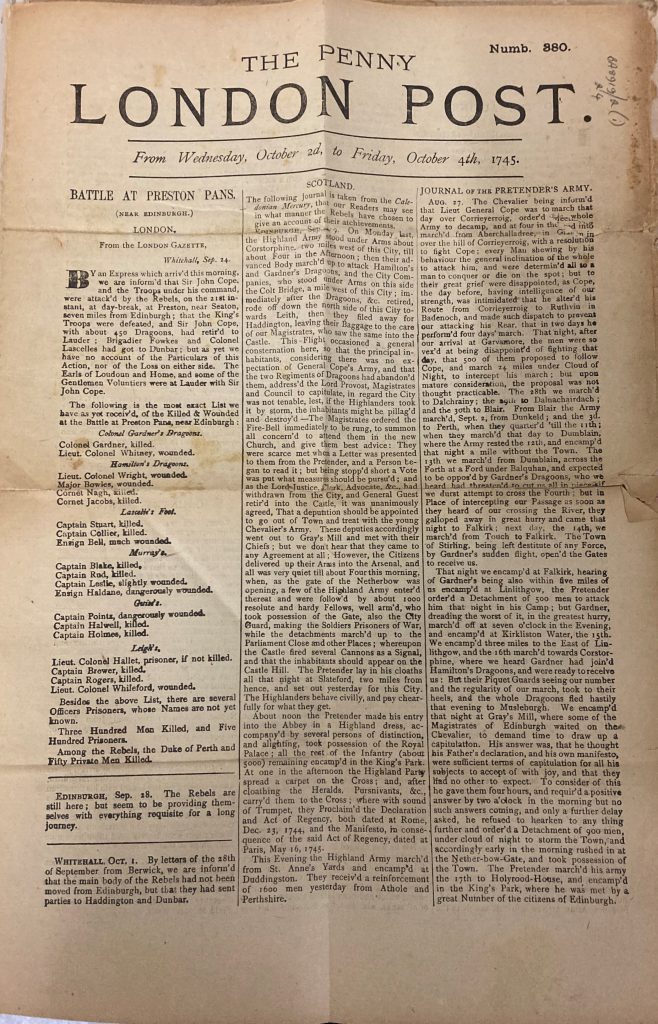 Numb. 380.
THE PENNY
LONDON POST.
From Wednesday, October 2d, to Friday, October 4th, 1745.
BATTLE AT PRESTON PANS.
(NEAR EDINBURGH.)
LONDON.
From the LONDON GAZETTE,
Whitehall, Sep. 24.
BY an Express which arriv'd this morning,
we are inform'd that Sir John Cope,
and the Troops under his command,
were attack'd by the Rebels, on the 21st in-
stant, at day-break, at Preston, near Seaton,
seven miles from Edinburgh; that the King's
Troops were defeated, and Sir John Cope,
with about 450 Dragoons, had retir'd to
Lauder; Brigadier Fowkes and Colonel
Lascelles had got to Dunbar; but as yet we
have no account of the Particulars of this
Action, nor of the Loss on either side. The
Earls of Loudoun and Home, and some of the
Gentlemen Voluntiers were at Lauder with Sir
John Cope.
The following is the most exact List we
have as yet receiv'd, of the Killed & Wounded
at the Battle at Preston Pans, near Edinburgh:
Colonel Gardner's Dragoons.
Colonel Gardner, killed.
Lieut. Colonel Whitney, wounded.
Hamilton's Dragoons.
Lieut. Colonel Wright, wounded.
Major Bowles, wounded.
Cornet Nagh, killed.
Cornet Jacobs, killed.
Lascelle's Foot.
Captain Stuart, killed.
Captain Collier, killed.
Ensign Bell, much wounded.
Murray's.
Captain Blake, killed.
Captain Rad, killed.
Captain Leslie, slightly wounded.
Ensign Haldane, dangerously wounded.
Guise's.
Captain Pointz, dangerously wounded.
Captain Halwell, killed.
Captain Holmes, killed.
Leigh's.
Lieut. Colonel Hallet, prisoner, if not killed.
Captain Brewer, killed.
Captain Rogers, killed.
Lieut. Colonel Whileford, wounded.
Besides the above List, there are several
Officers Prisoners, whose Names are not yet
known.
Three Hundred Men Killed, and Five
Hundred Prisoners.
Among the Rebels, the Duke of Perth and
Fifty Private Men Killed.
EDINBURGH, Sep. 28. The Rebels are
still here; but seem to be providing them-
selves with everything requisite for a long
journey.
WHITEHALL. OCT. 1. By letters of the 28th
of September from Berwick, we are inform'd
that the main body of the Rebels had not been
moved from Edinburgh, but that they had sent
parties to Haddington and Dunbar.
SCOTLAND.
The following journal is taken from the Cale-
donian Mercury, that our Readers may see
in what manner the Rebels have chosen to
give an account of their atchievements.
EDINBURGH, Sep. On Monday last,
the Highland Army stood under Arms about
Corstorphine, two miles west of this City, till
about Four in the Afternoon; then their ad-
vanced Body march'd up to attack Hamilton's
and Gardner's Dragoons, and the City Com-
panies, who stood under Arms on this side
the Colt Bridge, a mile west of this City; im-
mediately after the Dragoons, &c. retired,
rode off down the north side of this City to-
wards Leith, then they filed away for
Haddington, leaving their Baggage to the care
of our Magistrates, who saw the same into the
Castle. This Flight occasioned a general
consternation here, so that the principal in-
habitants, considering there was no ex-
pectation of General Cope's Army, and that
the two Regiments of Dragoons had abandon'd
them, address'd the Lord Provost, Magistrates
and Council to capitulate, in regard the City
was not tenable, lest, if the Highlanders took
it by storm, the inhabitants might be pillag'd
and destroy'd—The Magistrates ordered the
Fire-Bell immediately to be rung, to summon
all concern'd to attend them in the new
Church, and give them best advice: They
were scarce met when a Letter was presented
to them from the Pretender, and a Person be-
gan to read it; but being stopp'd short a Vote
was put what measure should be pursu'd; and
as the Lord-Justice, Clerk, Advocate, &c., had
withdrawn from the City, and General Guest
retir'd into the Castle, it was unanimously
agreed, That a deputation should be appointed
to go out of Town and treat with the young
Chevalier's Army. These deputies accordingly
went out to Gray's Mill and met with their
Chiefs; but we don't hear that they came to
any Agreement at all; However, the Citizens
delivered up their Arms into the Arsenal, and
all was very quiet till about Four this morning,
when, as the gate of the Netherbow was
opening, a few of the Highland Army enter'd
thereat and were follow'd by about 1000
resolute and hardy Fellows, well arm'd, who
took possession of the Gate, also the City
Guard, making the Soldiers Prisoners of War,
while the detachments march'd up to the
Parliament Close and other Places; whereupon
the Castle fired several Cannons as a Signal,
and that the inhabitants should appear on the
Castle Hill. The Pretender lay in his cloaths
all that night at Slateford, two miles from
hence, and set out yesterday for this City.
The Highlanders behave civilly, and pay chear-
fully for what they get.
About noon the Pretender made his entry
into the Abbey in a Highland dress, ac-
company'd by several persons of distinction,
and alighting, took possession of the Royal
Palace; all the rest of the Infantry (about
5000) remaining encamp'd in the King's Park.
At one in the afternoon the Highland Party
spread a carpet on the Cross; and, after
cloathing the Heralds. Pursivants, &c.,
carry'd them to the Cross; where with sound
of Trumpet, they Proclaim'd the Declaration
and Act of Regency, both dated at Rome,
Dec. 23, 1744, and the Manifesto, in conse-
quence of the said Act of Regency, dated at
Paris, May 16, 1745.
This Evening the Highland Army march'd
from St. Anne's Yards and encamp'd at
Duddingston. They receiv'd a reinforcement
of 1600 men yesterday from Athole and
Perthshire.
JOURNAL OF THE PRETENDER'S ARMY.
AUG. 27. The Chevalier being inform'd
that Lieut General Cope was to march that
day over Corrieyerroig, order'd whole
Army to decamp, and at four in the
march'd from Aberchalladree, in
over the hill of Corrieyerroig, with a resolution
to fight Cope; every Man shewing by his
behaviour the general inclination of the whole
to attack him, and were determin'd all to a
man to conquer or die on the spot; but to
their great grief were disappointed, as Cope,
the day before, having intelligence of our
strength, was intimidated that he alter'd his
Route from Corrieyerroig to Ruthvin in
Badenoch, and made such dispatch to prevent
our attacking his Rear, that in two days he
perform'd four days' march. That night, after
our arrival at Garvamore, the men were so
vex'd at being disappoint'd of fighting that
day, that 500 of them proposed to follow
Cope, and march 24 miles under Cloud of
Night, to intercept his march; but upon
mature consideration, the proposal was not
thought practicable. The 28th we march'd
to Dalchrainy; the 29th to Dalnachairdach;
and the 30th to Blair. From Blair the Army
march'd, Sept. 2, from Dunkeld; and the 3d.
to Perth, when they quarter'd 'till the 11th;
when they march'd that day to Dumblain,
where the Army rested the 12th, and encamp'd
that night a mile without the Town. The
13th we march'd from Dumblain, across the
Forth at a Ford under Balquhan, and expected
to be oppos'd by Gardner's Dragoons, who we
heard had threatened to cut us all in pieces if
we durst attempt to cross the Fourth; but in
Place of intercepting our Passage as soon as
they heard of our crossing the River, they
gallopped away in great hurry and came that
night to Falkirk; next day, the 14th, we
march'd from Touch to Falkirk. The Town
of Stirling, being left destitute of any Force,
by Gardner's sudden flight, open'd the Gates
to receive us.
That night we encamp'd at Falkirk, hearing
of Gardner's being also within five miles of
us encamp'd at Linlithgow, the Pretender
order'd a Detachment of 500 men to attack
him that night in his Camp; but Gardner,
dreading the worst of it, in the greatest hurry,
march'd off at seven o'clock in the Evening,
and encamp'd at Kirkliston Water, the 15th.
We encamp'd three miles to the East of Lin-
lithgow, and the 16th march'd towards Corstor-
phine, where we heard Gardner had join'd
Hamilton's Dragoons, and were ready to receive
us: But their Piquet Guards seeing our number
and the regularity of our march, took to their
heels, and the whole Dragoons fled hastily
that evening to Musleburgh. We encamp'd
that night at Gray's Mill, where some of the
Magistrates of Edinburgh waited on the
Chevalier, to demand time to draw up a
capitulation. His answer was, that he thought
his Father's declaration, and his own manifesto,
were sufficient terms of capitulation for all his
subjects to accept of with joy, and that they
had no other to expect. To consider of this
he gave them four hours, and requir'd a positive
answer by two a'clock in the morning but no
such answers coming, and only a further delay
asked, he refused to hearken to any thing
further and order'd a Detachment of 900 men,
under cloud of night to storm the Town, and
accordingly early in the morning rushed in at
the Nether-bow-Gate, and took possession of
the Town. The Pretender march'd his army
the 17th to Holyrood-House, and encamp'd
in the King's Park, where he was met by a
great Number of the citizens of Edinburgh.